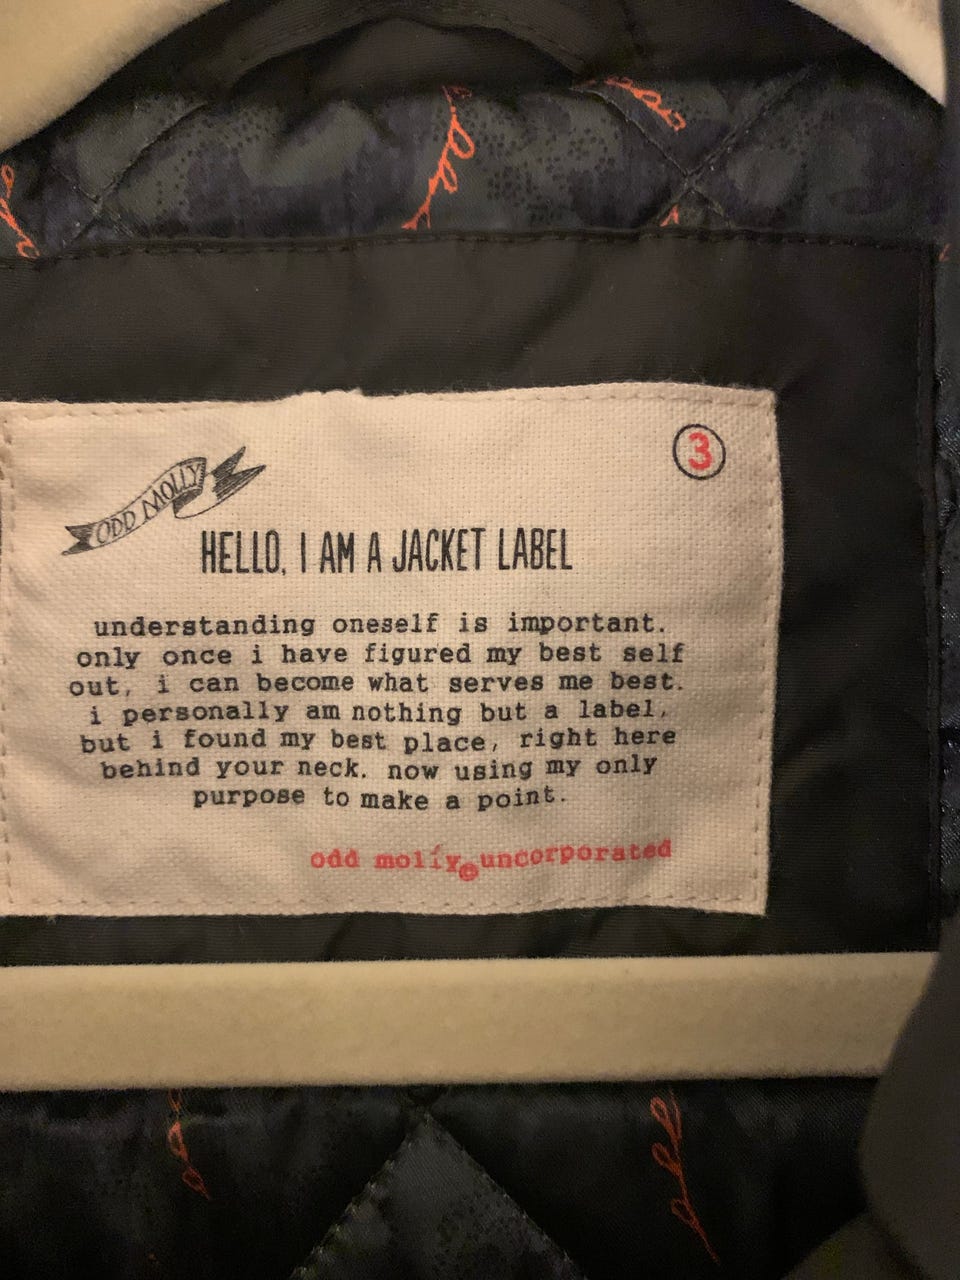 3
ODD MOLLY
HELLO, I AM A JACKET LABEL
understanding oneself is important.
only once i have figured my best self
out, i can become what serves me best.
i personally am nothing but a label,
but i found my best place, right here
behind your neck. now using my only
purpose to make a point.
odd molly©uncorporated